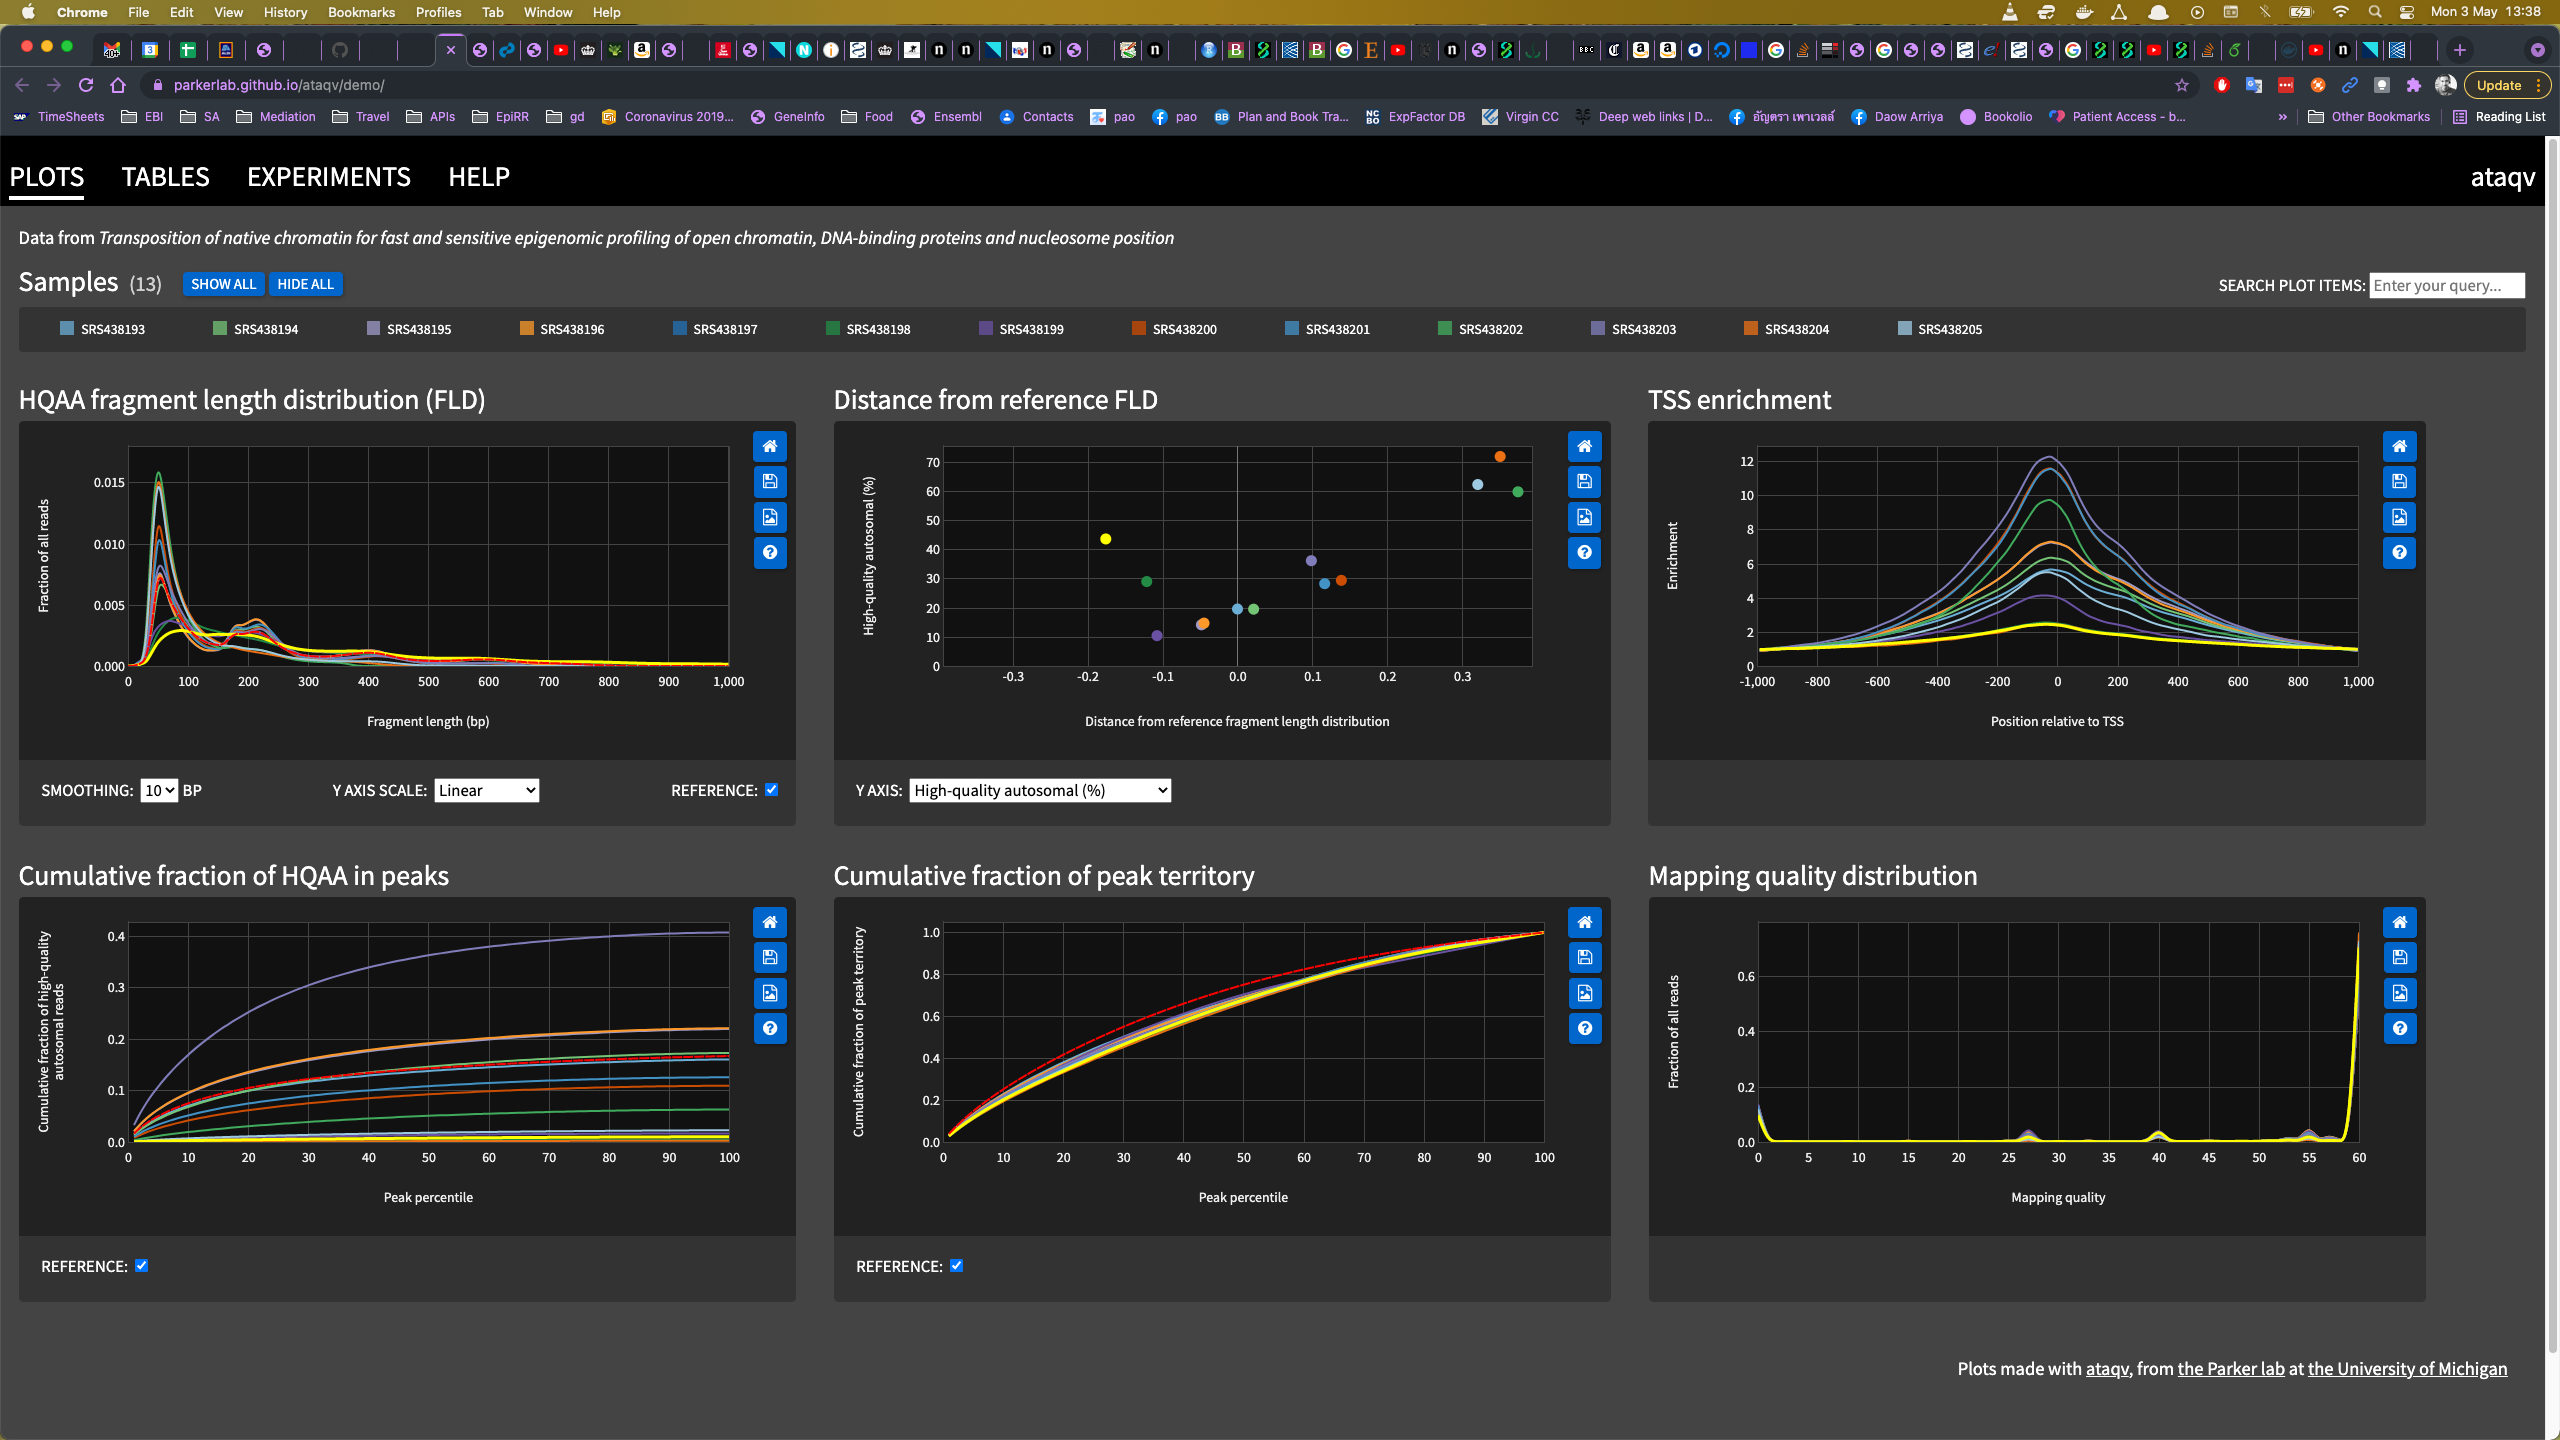 Chrome File Edit View History Bookmarks Profiles Tab Window Help Mon 3 May 13:38
parkerlab.github.io/ataqv/demo/ Update
TimeSheets EBI SA Mediation Travel APIs EpiRR gd Coronavirus 2019... GeneInfo Food Ensembl Contacts pao pao Plan and Book Tra... ExpFactor DB Virgin CC Deep web links | D... อัญตรา เพาเวลล์ Daow Arriya Bookolio Patient Access - b... » Other Bookmarks Reading List
PLOTS TABLES EXPERIMENTS HELP ataqv
Data from Transposition of native chromatin for fast and sensitive epigenomic profiling of open chromatin, DNA-binding proteins and nucleosome position
Samples (13) SHOW ALL HIDE ALL SEARCH PLOT ITEMS: Enter your query...
SRS438193 SRS438194 SRS438195 SRS438196 SRS438197 SRS438198 SRS438199 SRS438200 SRS438201 SRS438202 SRS438203 SRS438204 SRS438205
HQAA fragment length distribution (FLD)
Fraction of all reads
0.015
0.010
0.005
0.000
0 100 200 300 400 500 600 700 800 900 1,000
Fragment length (bp)
SMOOTHING: 10 BP Y AXIS SCALE: Linear REFERENCE:
Distance from reference FLD
High-quality autosomal (%)
70
60
50
40
30
20
10
0
-0.3 -0.2 -0.1 0.0 0.1 0.2 0.3
Distance from reference fragment length distribution
Y AXIS: High-quality autosomal (%)
TSS enrichment
Enrichment
12
10
8
6
4
2
0
-1,000 -800 -600 -400 -200 0 200 400 600 800 1,000
Position relative to TSS
Cumulative fraction of HQAA in peaks
Cumulative fraction of high-quality
autosomal reads
0.4
0.3
0.2
0.1
0.0
0 10 20 30 40 50 60 70 80 90 100
Peak percentile
REFERENCE:
Cumulative fraction of peak territory
Cumulative fraction of peak territory
1.0
0.8
0.6
0.4
0.2
0.0
0 10 20 30 40 50 60 70 80 90 100
Peak percentile
REFERENCE:
Mapping quality distribution
Fraction of all reads
0.6
0.4
0.2
0.0
0 5 10 15 20 25 30 35 40 45 50 55 60
Mapping quality
Plots made with ataqv, from the Parker lab at the University of Michigan